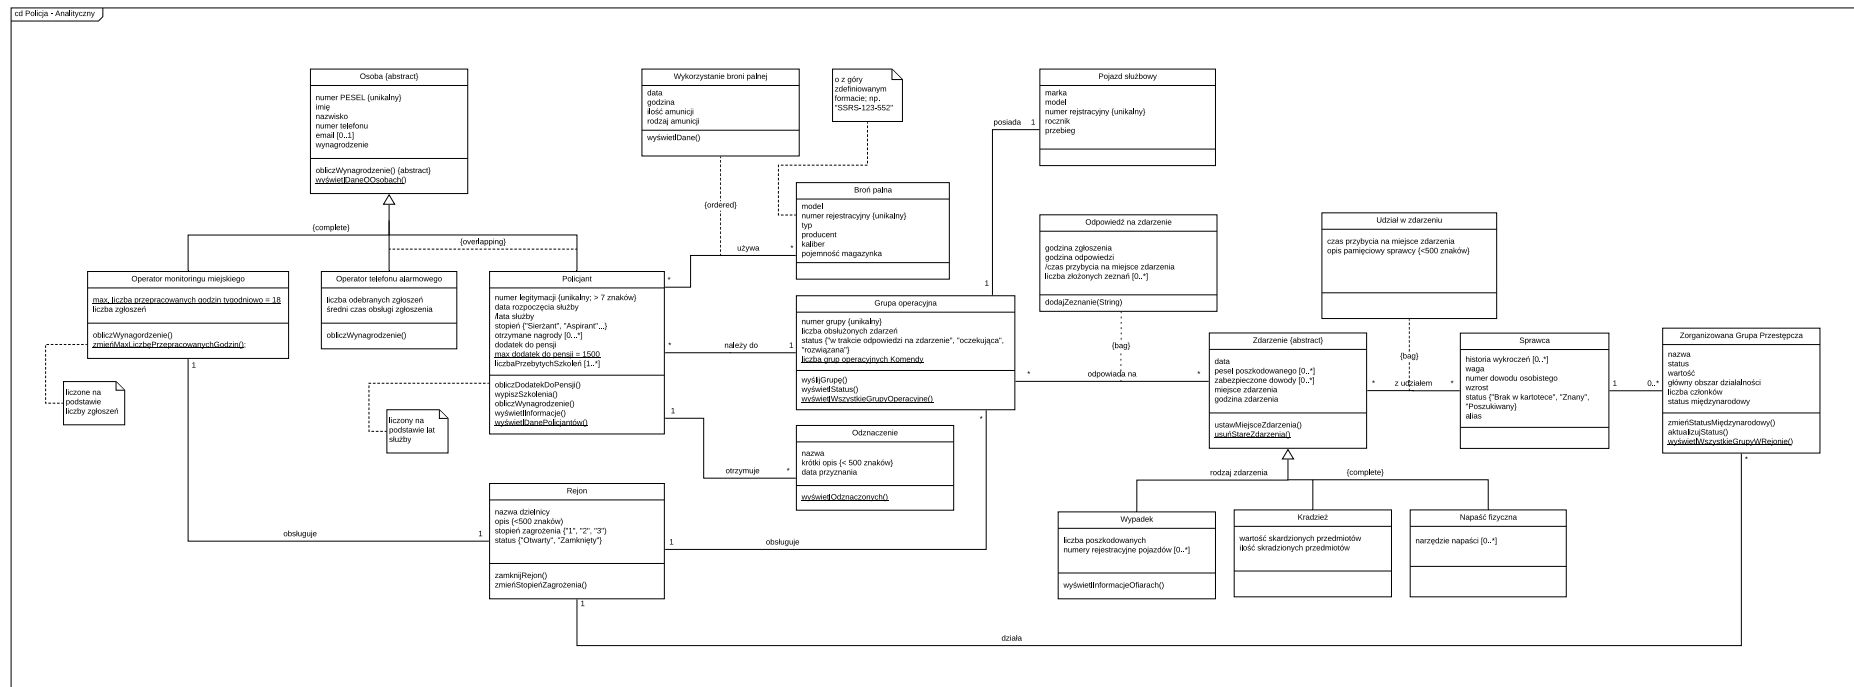 cd Policja - Analityczny
Osoba {abstract}
numer PESEL {unikalny}
imię
nazwisko
numer telefonu
email [0..1]
wynagrodzenie
obliczWynagrodzenie() {abstract}
wyświetlDaneOOsobach()
Wykorzystanie broni palnej
data
godzina
ilość amunicji
rodzaj amunicji
wyświetlDane()
o z góry
zdefiniowanym
formacie; np.
"SSRS-123-552"
Pojazd służbowy
marka
model
numer rejstracyjny {unikalny}
rocznik
przebieg
posiada
1
1
{complete}
{overlapping}
{ordered}
używa
*
*
Broń palna
model
numer rejestracyjny {unikalny}
typ
producent
kaliber
pojemność magazynka
Odpowiedź na zdarzenie
godzina zgłoszenia
godzina odpowiedzi
/czas przybycia na miejsce zdarzenia
liczba złożonych zeznań [0..*]
dodajZeznanie(String)
Udział w zdarzeniu
czas przybycia na miejsce zdarzenia
opis pamięciowy sprawcy {<500 znaków}
Operator monitoringu miejskiego
max. liczba przepracowanych godzin tygodniowo = 18
liczba zgłoszeń
obliczWynagordzenie()
zmieńMaxLiczbęPrzepracowanychGodzin();
Operator telefonu alarmowego
liczba odebranych zgłoszeń
średni czas obsługi zgłoszenia
obliczWynagrodzenie()
Policjant
numer legitymacji {unikalny; > 7 znaków}
data rozpoczęcia służby
/lata służby
stopień {"Sierżant", "Aspirant"...}
otrzymane nagrody [0...*]
dodatek do pensji
max dodatek do pensji = 1500
liczbaPrzebytychSzkoleń [1..*]
obliczDodatekDoPensji()
wypiszSzkolenia()
obliczWynagrodzenie()
wyświetlInformacje()
wyświetlDanePolicjantów()
*
należy do
1
1
otrzymuje
*
Grupa operacyjna
numer grupy {unikalny}
liczba obsłużonych zdarzeń
status {"w trakcie odpowiedzi na zdarzenie", "oczekująca",
"rozwiązana"}
liczba grup operacyjnych Komendy
wyślijGrupę()
wyświetlStatus()
wyświetlWszystkieGrupyOperacyjne()
{bag}
*
odpowiada na
*
Zdarzenie {abstract}
data
pesel poszkodowanego [0..*]
zabezpieczone dowody [0..*]
miejsce zdarzenia
godzina zdarzenia
ustawMiejsceZdarzenia()
usuńStareZdarzenia()
{bag}
*
z udziałem
*
Sprawca
historia wykroczeń [0..*]
waga
numer dowodu osobistego
wzrost
status {"Brak w kartotece", "Znany",
"Poszukiwany}
alias
1
0..*
Zorganizowana Grupa Przestępcza
nazwa
status
wartość
główny obszar działalności
liczba członków
status międzynarodowy
zmieńStatusMiędzynarodowy()
aktualizujStatus()
wyświetlWszystkieGrupyWRejonie()
*
liczone na
podstawie
liczby zgłoszeń
1
liczony na
podstawie lat
służby
Odznaczenie
nazwa
krótki opis {< 500 znaków}
data przyznania
wyświetlOdznaczonych()
*
rodzaj zdarzenia
{complete}
Rejon
nazwa dzielnicy
opis {<500 znaków}
stopień zagrożenia {"1", "2", "3"}
status {"Otwarty", "Zamknięty"}
zamknijRejon()
zmieńStopieńZagrożenia()
obsługuje
1
1
obsługuje
Wypadek
liczba poszkodowanych
numery rejestracyjne pojazdów [0..*]
wyświetlInformacjeOfiarach()
Kradzież
wartość skardzionych przedmiotów
ilość skradzionych przedmiotów
Napaść fizyczna
narzędzie napaści [0..*]
1
działa